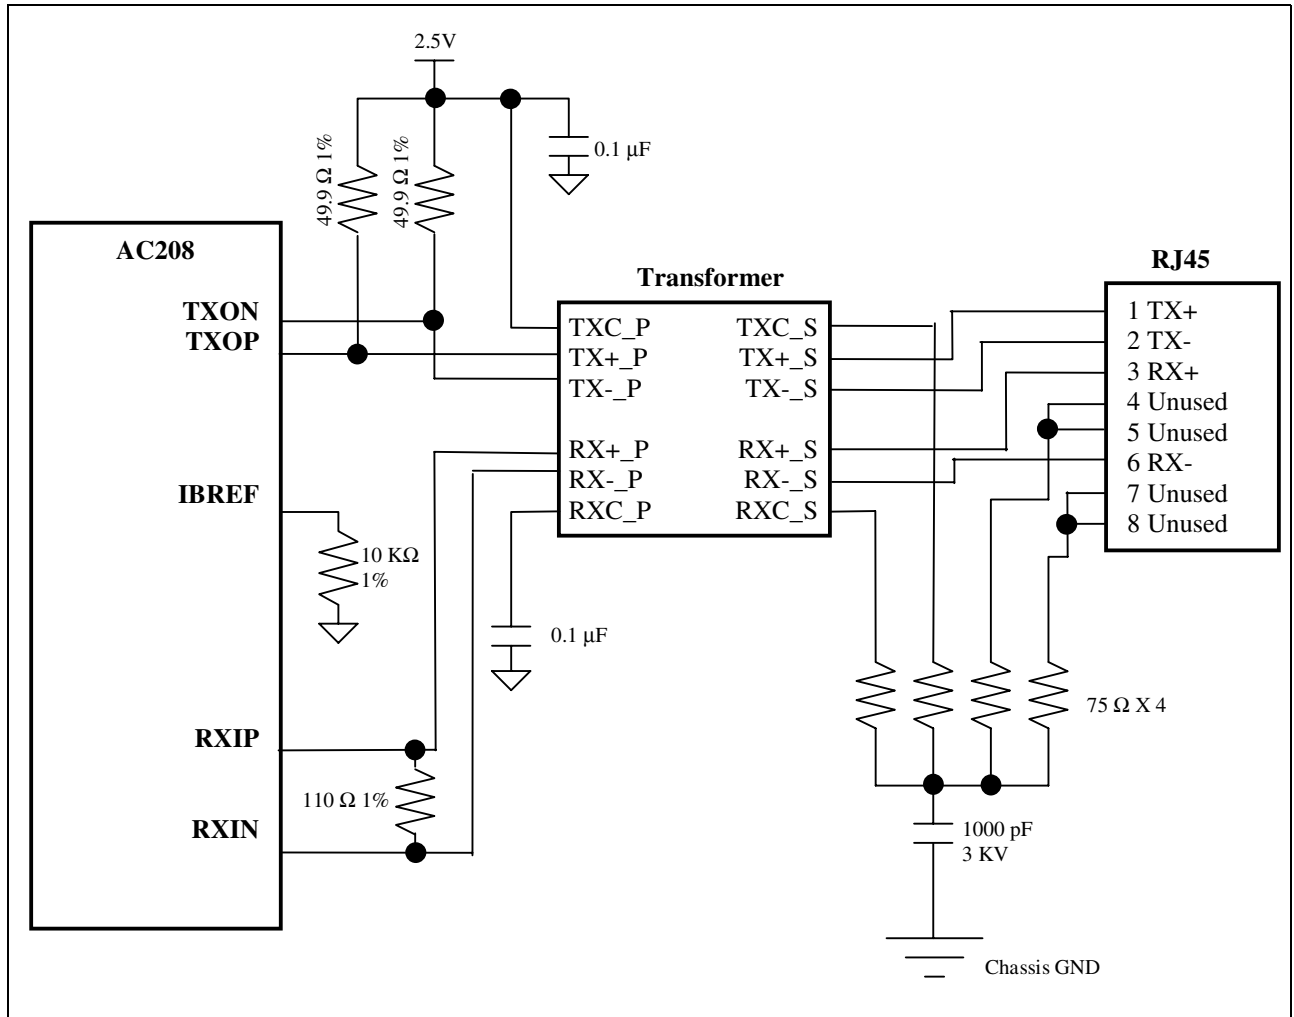 2.5V
0.1 µF
49.9 Ω 1%
49.9 Ω 1%
AC208
TXON
TXOP
IBREF
10 KΩ
1%
RXIP
110 Ω 1%
RXIN
0.1 µF
Transformer
TXC_P
TX+_P
TX-_P
RX+_P
RX-_P
RXC_P
TXC_S
TX+_S
TX-_S
RX+_S
RX-_S
RXC_S
RJ45
1 TX+
2 TX-
3 RX+
4 Unused
5 Unused
6 RX-
7 Unused
8 Unused
75 Ω X 4
1000 pF
3 KV
Chassis GND